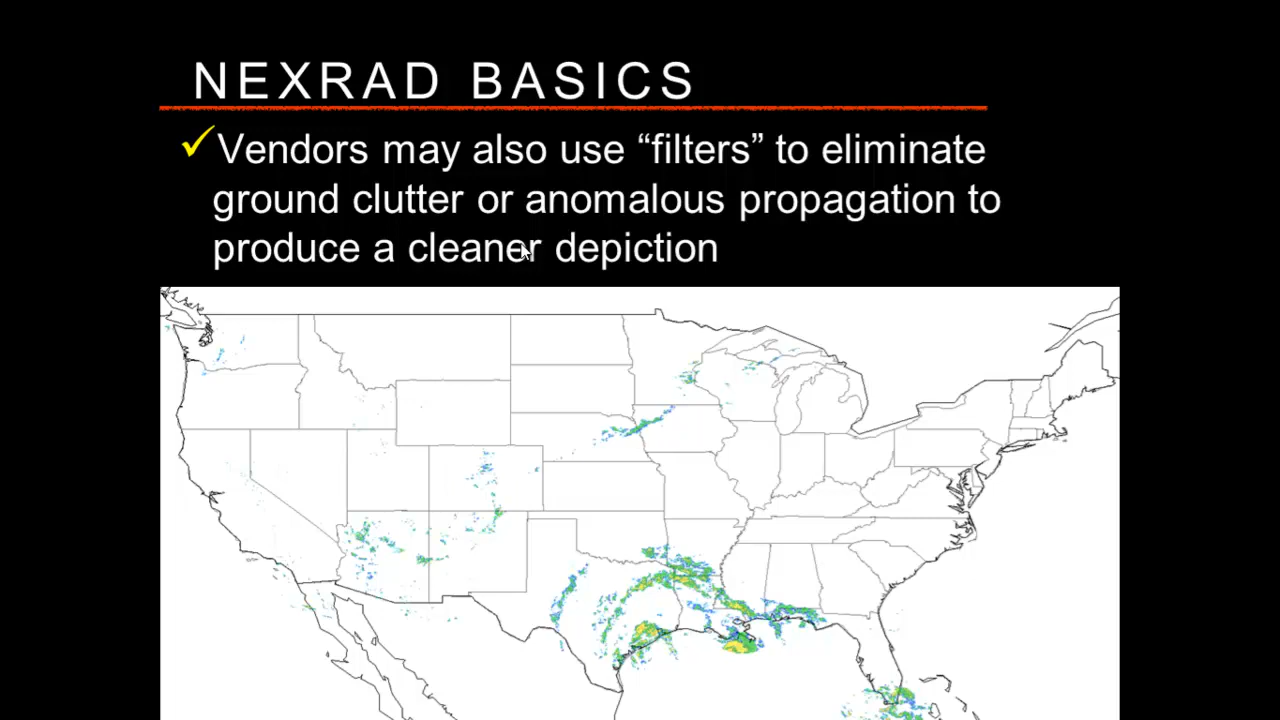 NEXRAD BASICS
Vendors may also use “filters” to eliminate
ground clutter or anomalous propagation to
produce a cleaner depiction